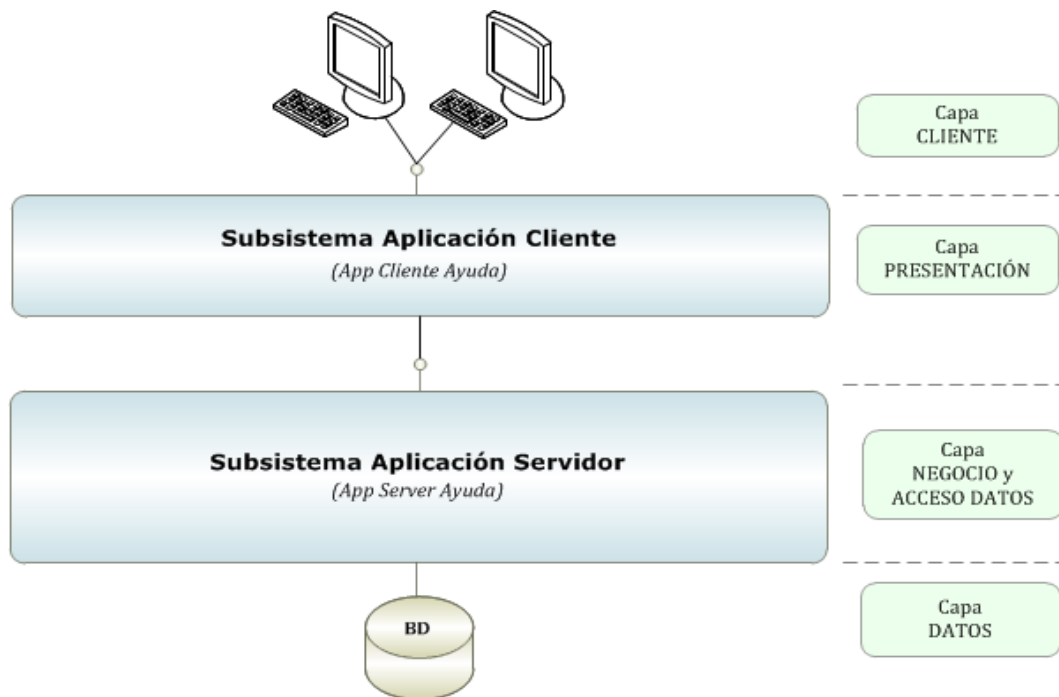 Capa
CLIENTE
Subsistema Aplicación Cliente
(App Cliente Ayuda)
Capa
PRESENTACIÓN
Subsistema Aplicación Servidor
(App Server Ayuda)
Capa
NEGOCIO y
ACCESO DATOS
BD
Capa
DATOS